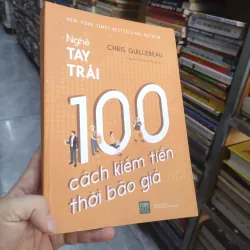 NEW YORK TIMES BESTSELLING AUTHOR
CHRIS GUILLEBEAU
Nghề
TAY
TRÁI
100
cách kiếm tiền
thời bão giá